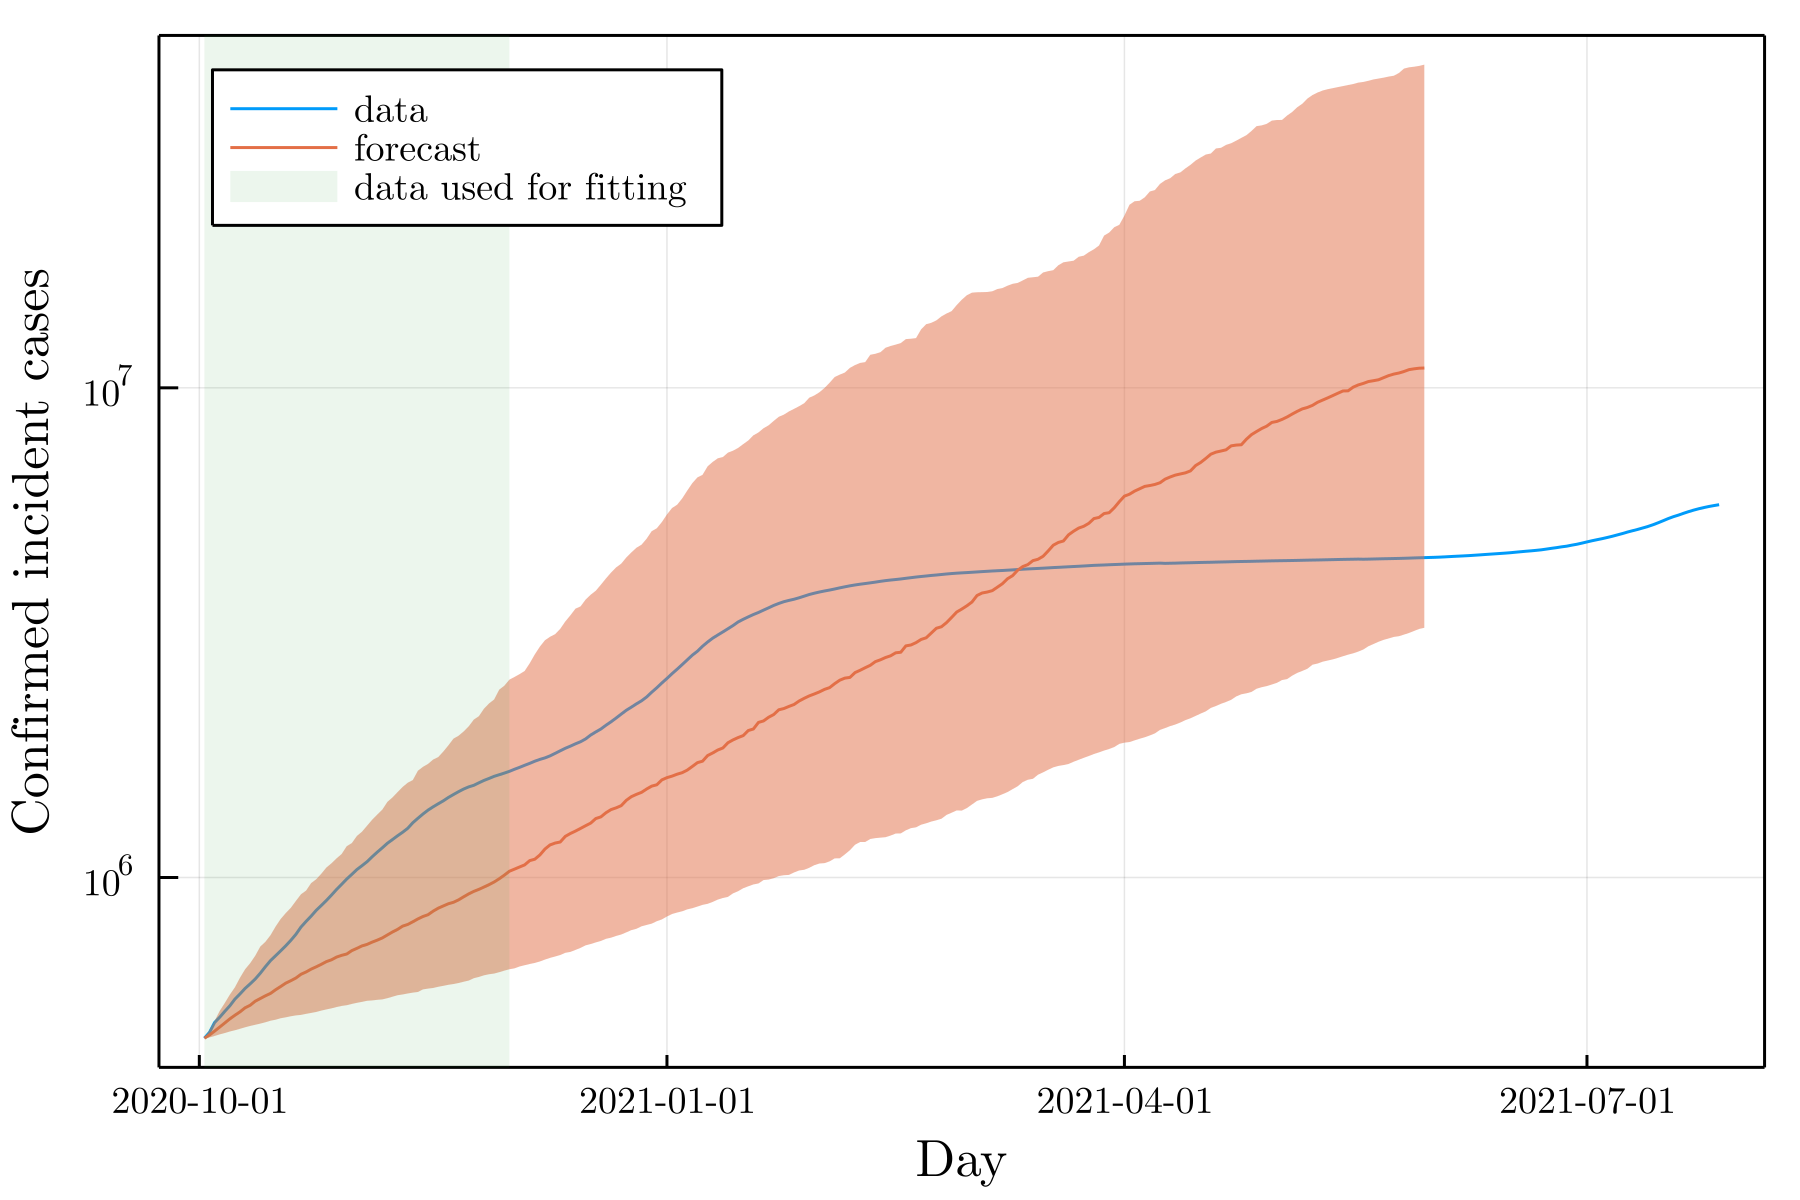 data
forecast
data used for fitting
Confirmed incident cases
10^7
10^6
2020-10-01
2021-01-01
2021-04-01
2021-07-01
Day